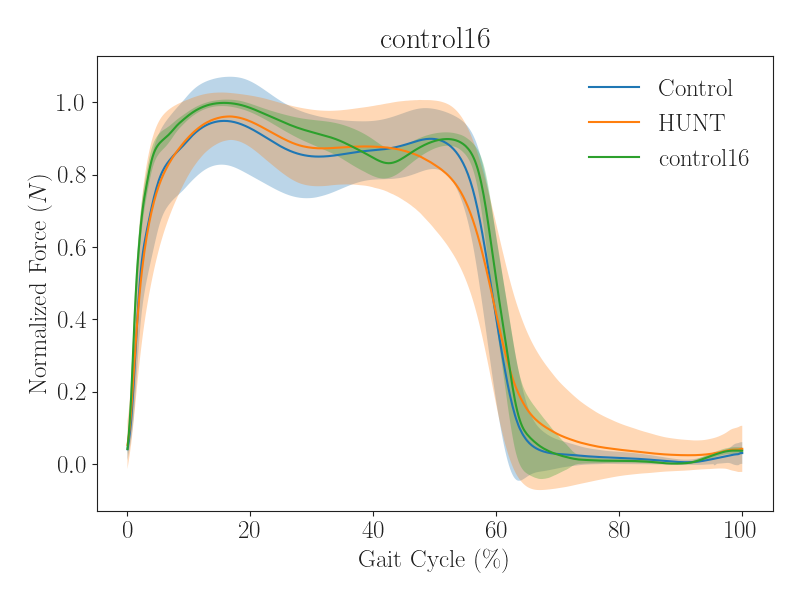 control16
Control
HUNT
control16
Normalized Force (N)
1.0
0.8
0.6
0.4
0.2
0.0
0 20 40 60 80 100
Gait Cycle (%)